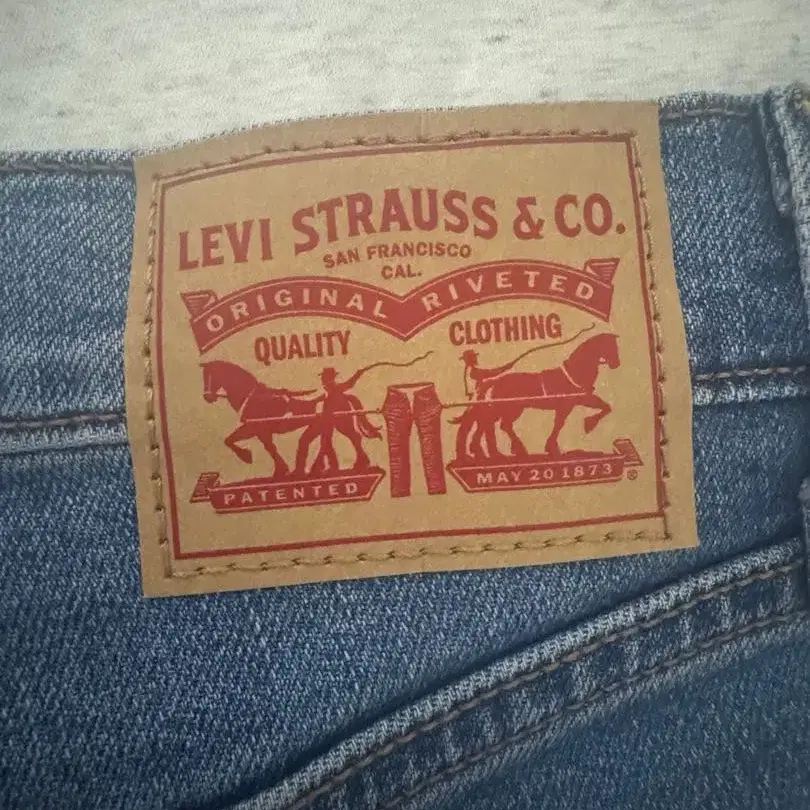 LEVI STRAUSS & CO.
SAN FRANCISCO
CAL.
ORIGINAL RIVETED
QUALITY CLOTHING
PATENTED MAY 20 1873 ®